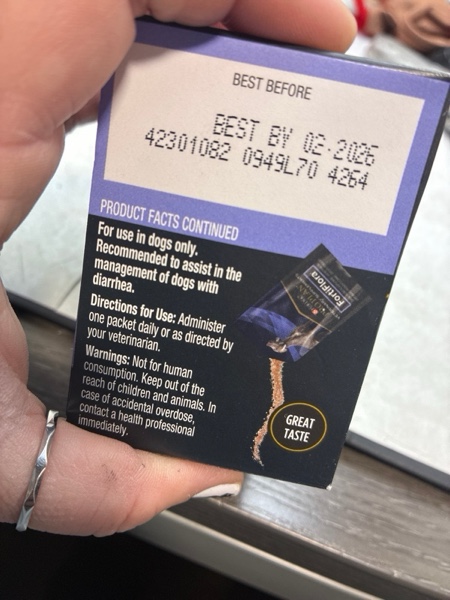 BEST BEFORE
BEST BY 02-2026
42301082 0949L70 4264
PRODUCT FACTS CONTINUED
For use in dogs only.
Recommended to assist in the
management of dogs with
diarrhea.
Directions for Use: Administer
one packet daily or as directed by
your veterinarian.
Warnings: Not for human
consumption. Keep out of the
reach of children and animals. In
case of accidental overdose,
contact a health professional
immediately.
FortiFlora
GREAT
TASTE